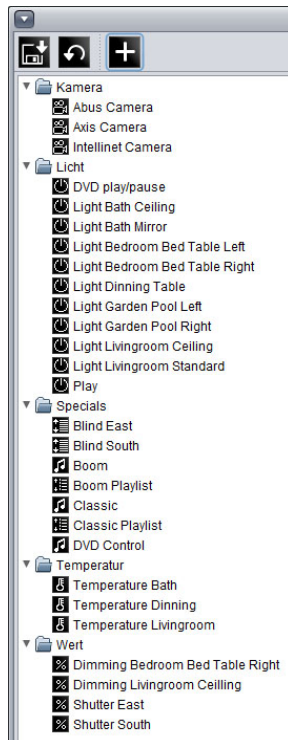 Kamera
Abus Camera
Axis Camera
Intellinet Camera
Licht
DVD play/pause
Light Bath Ceiling
Light Bath Mirror
Light Bedroom Bed Table Left
Light Bedroom Bed Table Right
Light Dinning Table
Light Garden Pool Left
Light Garden Pool Right
Light Livingroom Ceiling
Light Livingroom Standard
Play
Specials
Blind East
Blind South
Boom
Boom Playlist
Classic
Classic Playlist
DVD Control
Temperatur
Temperature Bath
Temperature Dinning
Temperature Livingroom
Wert
Dimming Bedroom Bed Table Right
Dimming Livingroom Ceilling
Shutter East
Shutter South